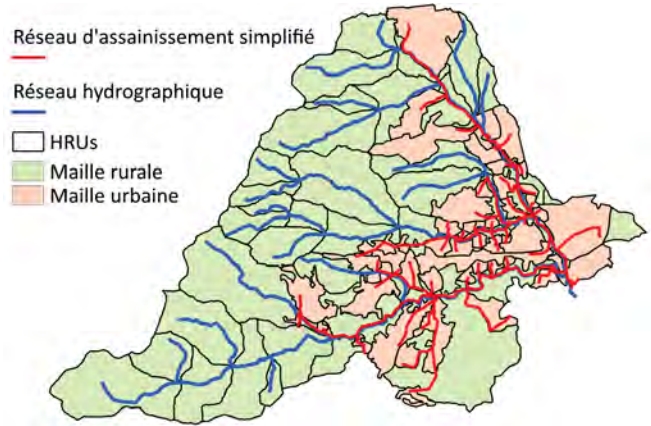 Réseau d'assainissement simplifié
Réseau hydrographique
HRUs
Maille rurale
Maille urbaine